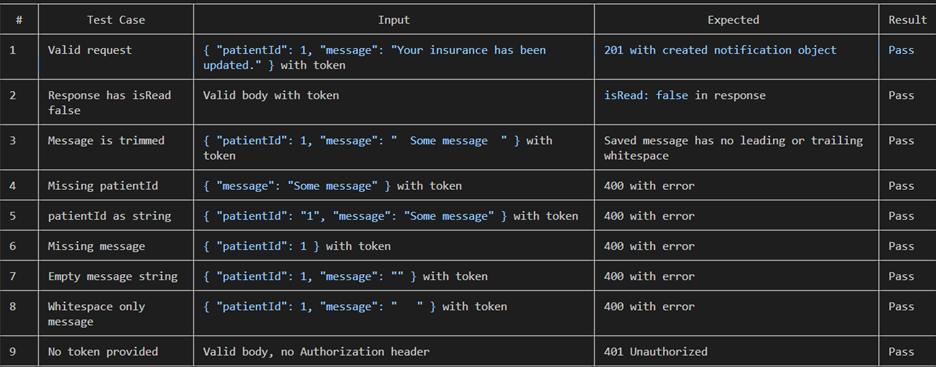 # Test Case Input Expected Result
1 Valid request { "patientId": 1, "message": "Your insurance has been 201 with created notification object Pass
updated." } with token
2 Response has isRead Valid body with token isRead: false in response Pass
false
3 Message is trimmed { "patientId": 1, "message": "  Some message  " } with Saved message has no leading or trailing Pass
token whitespace
4 Missing patientId { "message": "Some message" } with token 400 with error Pass
5 patientId as string { "patientId": "1", "message": "Some message" } with token 400 with error Pass
6 Missing message { "patientId": 1 } with token 400 with error Pass
7 Empty message string { "patientId": 1, "message": "" } with token 400 with error Pass
8 Whitespace only { "patientId": 1, "message": "   " } with token 400 with error Pass
message
9 No token provided Valid body, no Authorization header 401 Unauthorized Pass